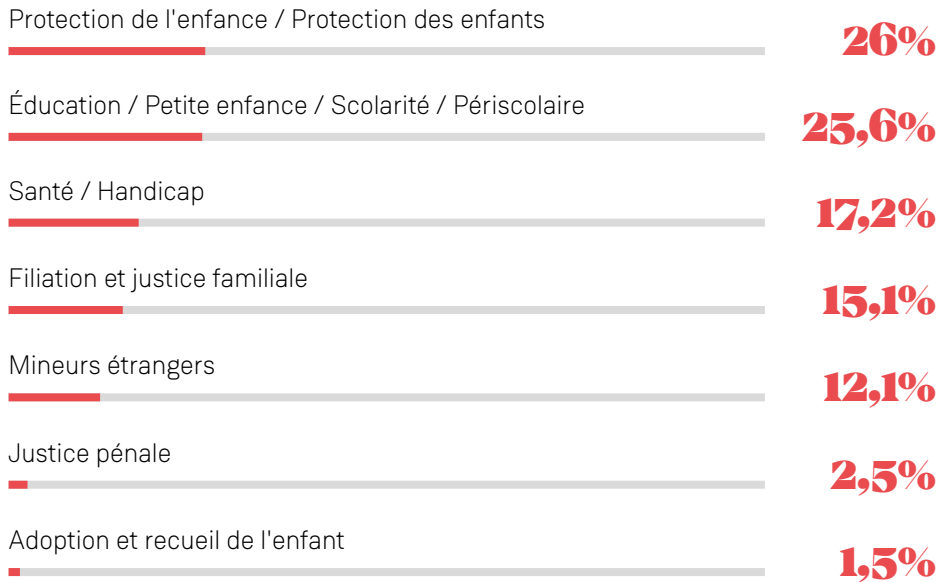 Protection de l'enfance / Protection des enfants
26%
Éducation / Petite enfance / Scolarité / Périscolaire
25,6%
Santé / Handicap
17,2%
Filiation et justice familiale
15,1%
Mineurs étrangers
12,1%
Justice pénale
2,5%
Adoption et recueil de l'enfant
1,5%